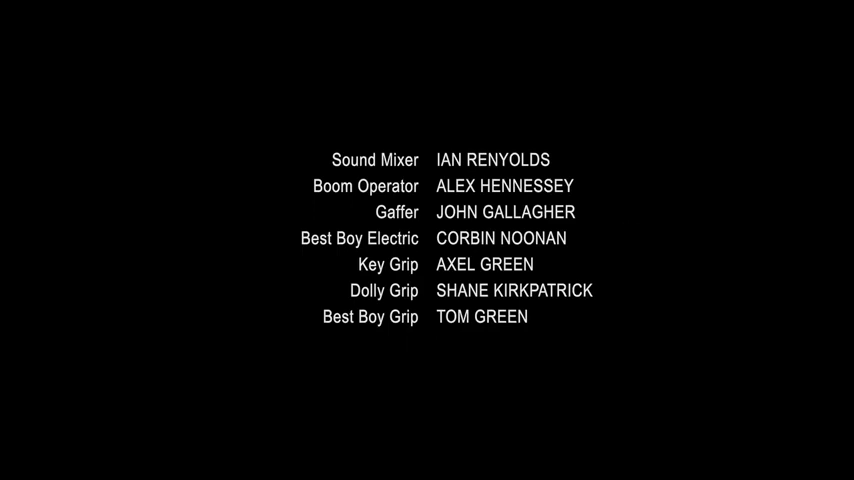 Sound Mixer IAN RENYOLDS
Boom Operator ALEX HENNESSEY
Gaffer JOHN GALLAGHER
Best Boy Electric CORBIN NOONAN
Key Grip AXEL GREEN
Dolly Grip SHANE KIRKPATRICK
Best Boy Grip TOM GREEN